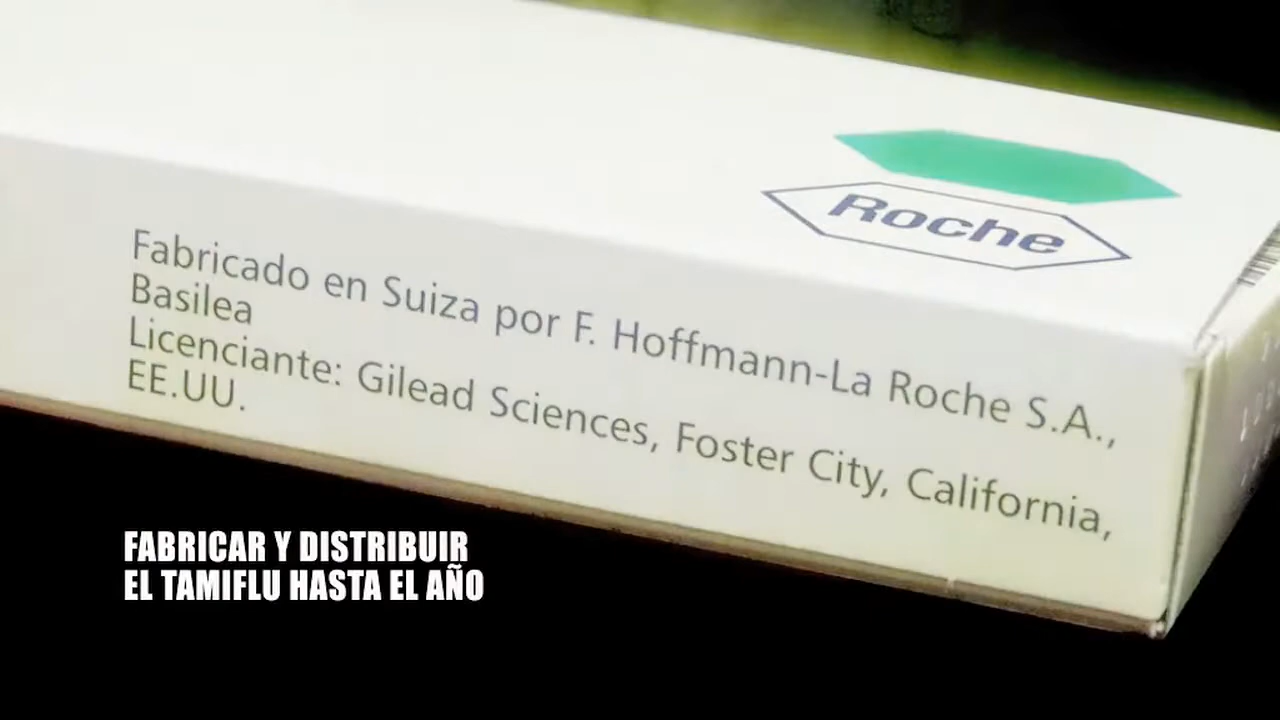 Roche
Fabricado en Suiza por F. Hoffmann-La Roche S.A.,
Basilea
Licenciante: Gilead Sciences, Foster City, California,
EE.UU.
FABRICAR Y DISTRIBUIR
EL TAMIFLU HASTA EL AÑO